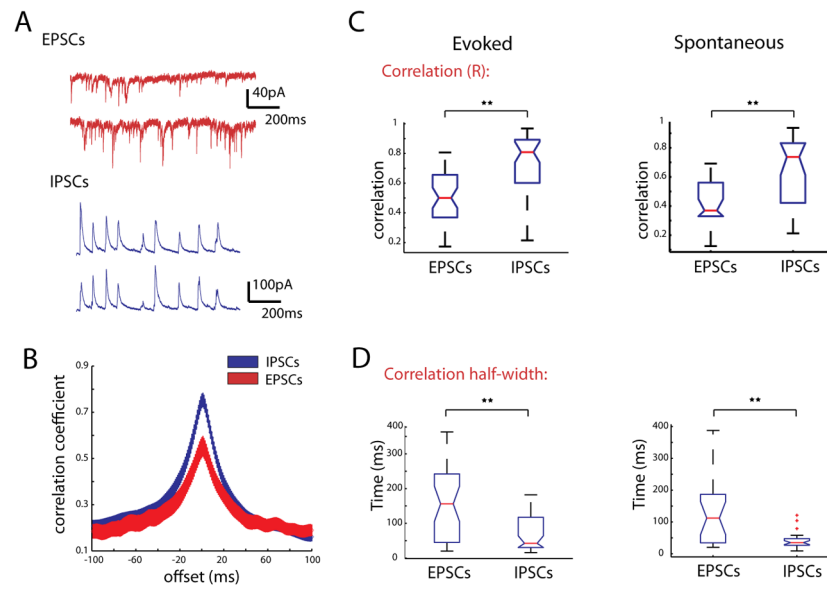 A
EPSCs
40pA
200ms
IPSCs
100pA
200ms
B
IPSCs
EPSCs
correlation coefficient
0.9
0.7
0.5
0.3
0.1
-100
-60
-20
20
60
100
offset (ms)
C
Evoked
Spontaneous
Correlation (R):
**
**
correlation
1
0.8
0.6
0.4
0.2
EPSCs
IPSCs
correlation
1
0.8
0.6
0.4
0.2
EPSCs
IPSCs
D
Correlation half-width:
**
**
Time (ms)
400
300
200
100
0
EPSCs
IPSCs
Time (ms)
400
300
200
100
0
EPSCs
IPSCs